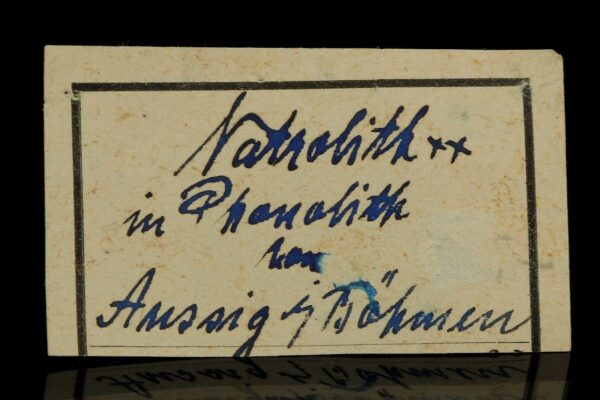 Natrolith xx
in Phonolith
von
Aussig i/Böhmen